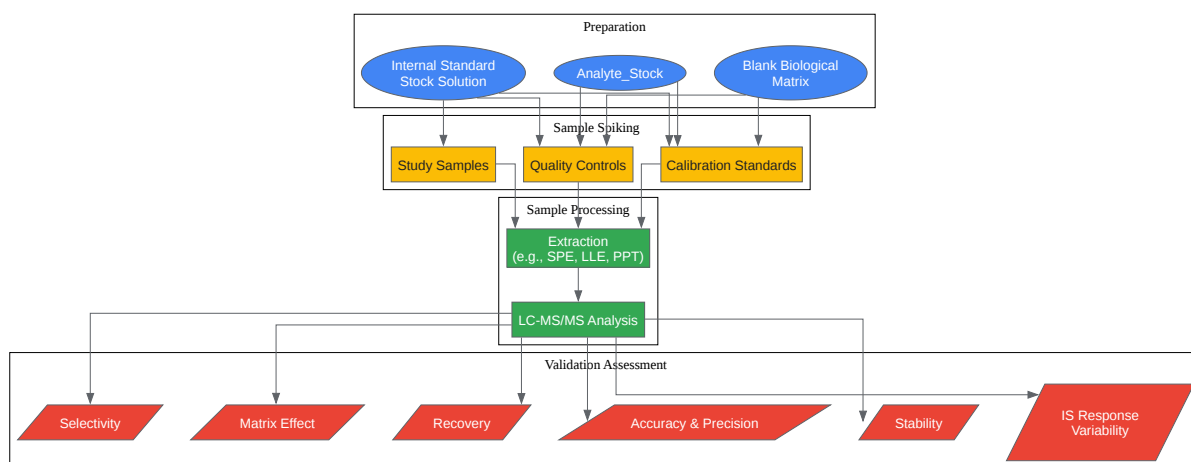 Preparation
Internal Standard
Stock Solution
Analyte_Stock
Blank Biological
Matrix
Sample Spiking
Study Samples
Quality Controls
Calibration Standards
Sample Processing
Extraction
(e.g., SPE, LLE, PPT)
LC-MS/MS Analysis
Validation Assessment
Selectivity
Matrix Effect
Recovery
Accuracy & Precision
Stability
IS Response
Variability